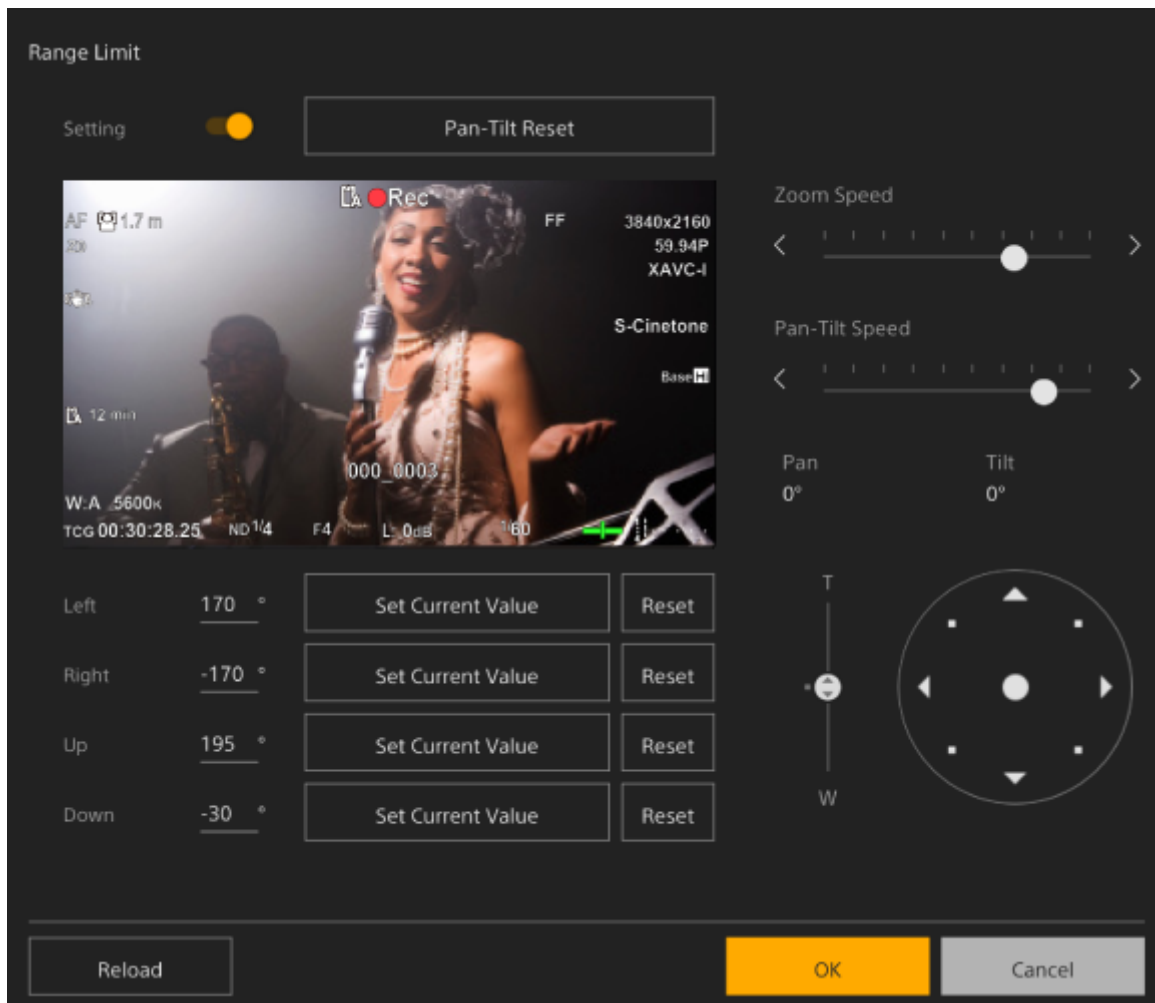 Range Limit
Setting
Pan-Tilt Reset
Rec
AF 1.7 m
FF
3840x2160
59.94P
XAVC-I
S-Cinetone
Base H
A 12 min
000_0003
W:A 5600K
TCG 00:30:28.25 ND 1/4 F4 L: 0dB 1/60
Zoom Speed
Pan-Tilt Speed
Pan
Tilt
0°
0°
T
W
Left 170 ° Set Current Value Reset
Right -170 ° Set Current Value Reset
Up 195 ° Set Current Value Reset
Down -30 ° Set Current Value Reset
Reload
OK
Cancel